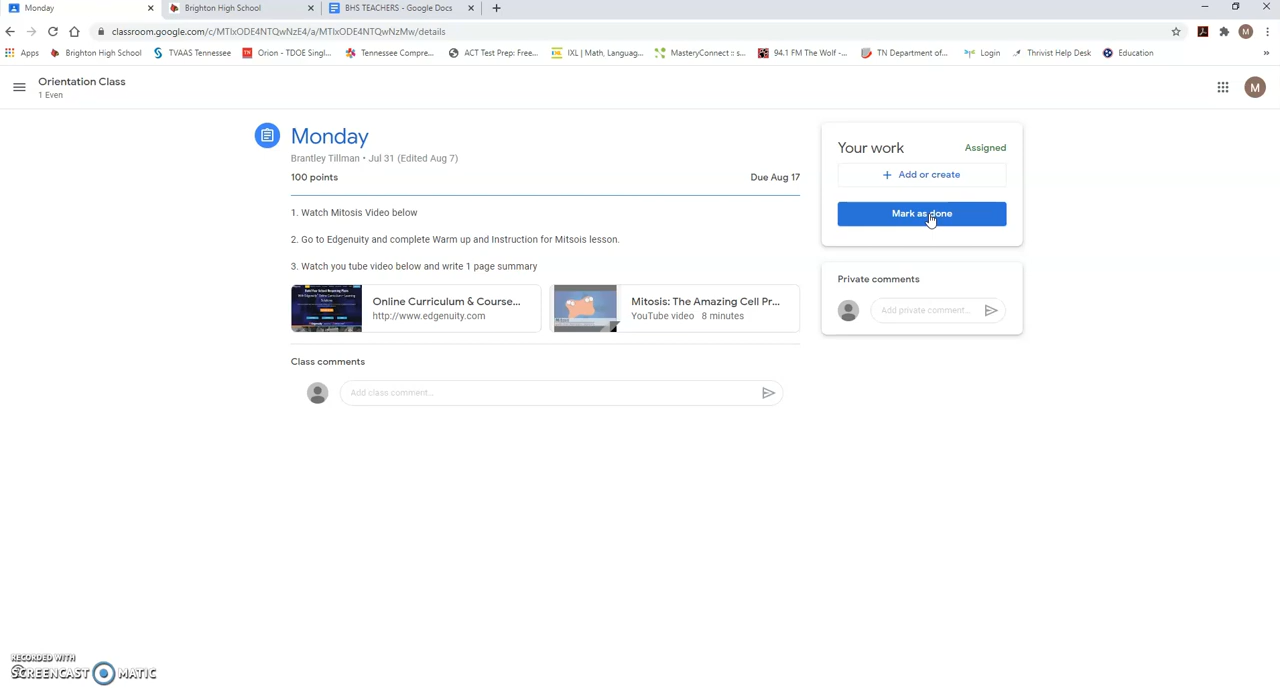 Monday
Brighton High School
BHS TEACHERS - Google Docs
classroom.google.com/c/MTIxODE4NTQwNzE4/a/MTIxODE4NTQwNzMw/details
Apps
Brighton High School
TVAAS Tennessee
Orion - TDOE Singl...
Tennessee Compre...
ACT Test Prep: Free...
IXL | Math, Languag...
MasteryConnect :: s...
94.1 FM The Wolf -...
TN Department of...
Login
Thrivist Help Desk
Education
»
M
Orientation Class
1 Even
M
Monday
Brantley Tillman • Jul 31 (Edited Aug 7)
100 points
Due Aug 17
1. Watch Mitosis Video below
2. Go to Edgenuity and complete Warm up and Instruction for Mitsois lesson.
3. Watch you tube video below and write 1 page summary
Online Curriculum & Course...
http://www.edgenuity.com
Mitosis: The Amazing Cell Pr...
YouTube video 8 minutes
Class comments
Add class comment...
Your work
Assigned
+ Add or create
Mark as done
Private comments
Add private comment...
RECORDED WITH
SCREENCAST MATIC